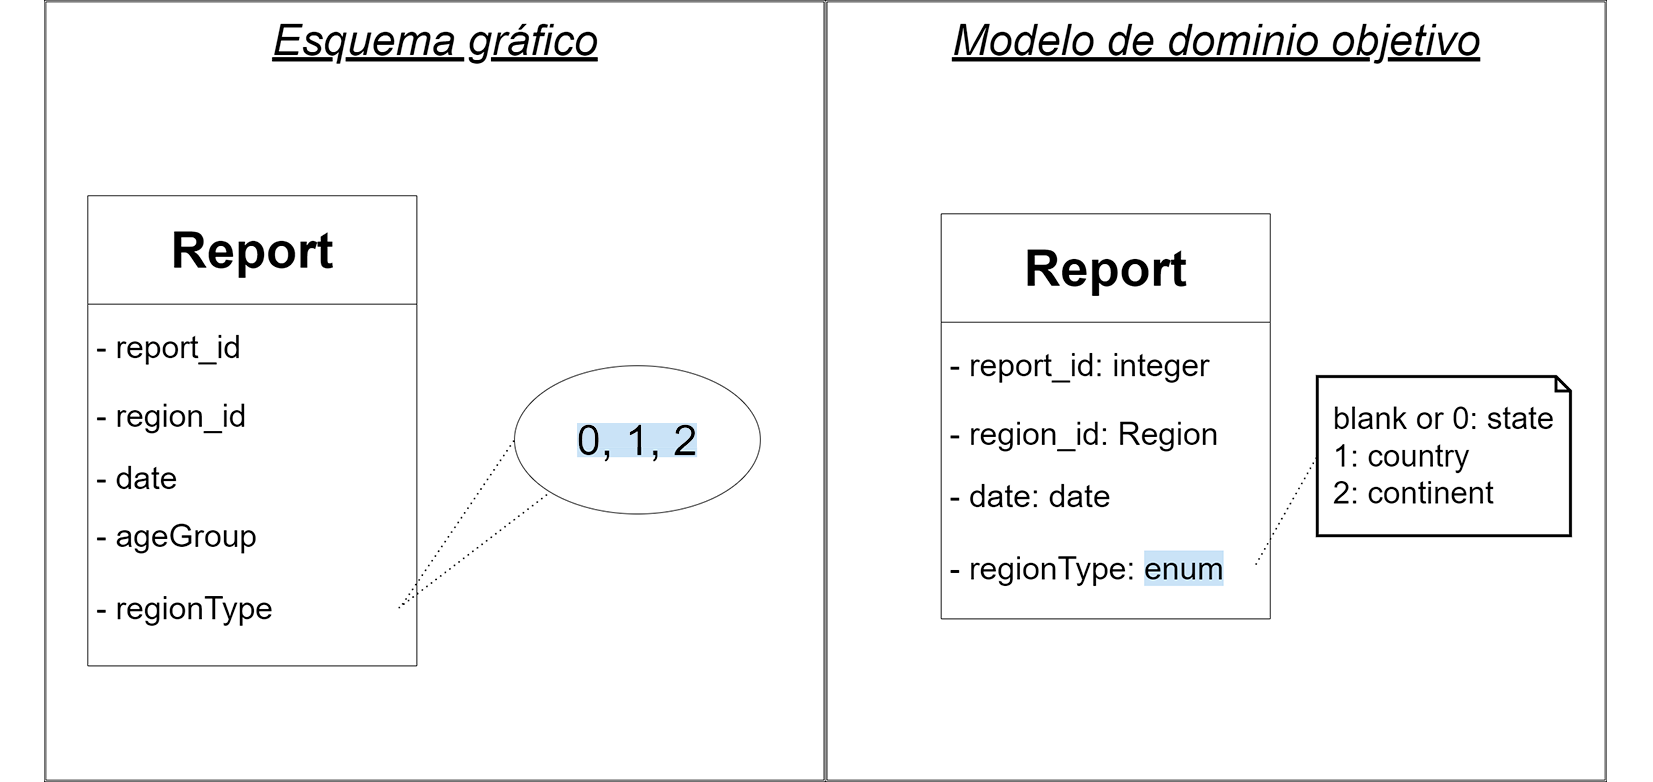 Esquema gráfico
Report
- report_id
- region_id
- date
- ageGroup
- regionType
0, 1, 2
Modelo de dominio objetivo
Report
- report_id: integer
- region_id: Region
- date: date
- regionType: enum
blank or 0: state
1: country
2: continent